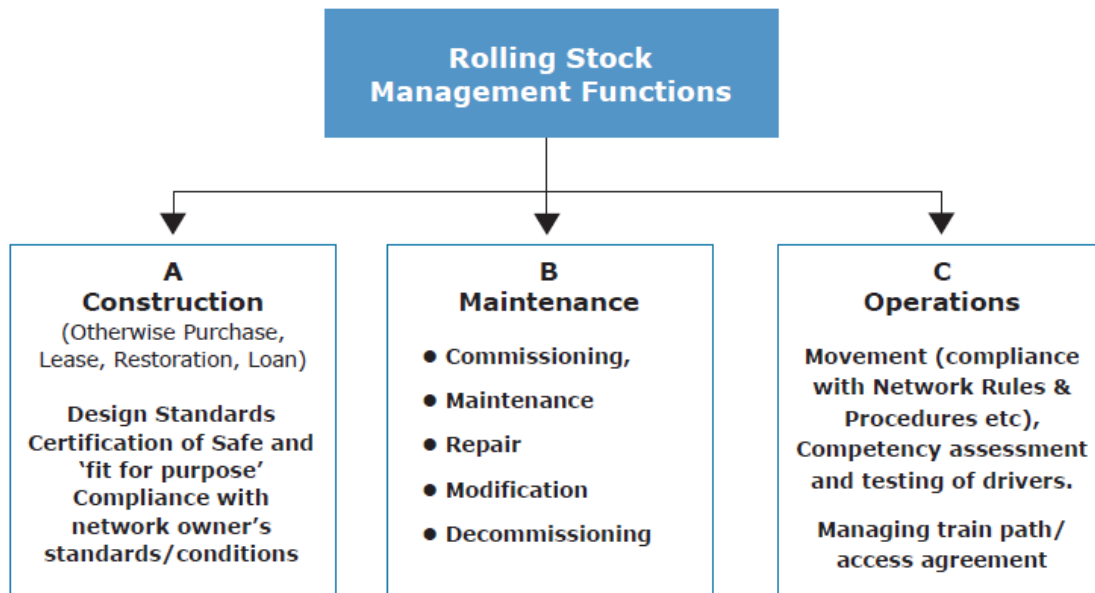 Rolling Stock
Management Functions
A
Construction
(Otherwise Purchase,
Lease, Restoration, Loan)
Design Standards
Certification of Safe and
‘fit for purpose’
Compliance with
network owner’s
standards/conditions
B
Maintenance
● Commissioning,
● Maintenance
● Repair
● Modification
● Decommissioning
C
Operations
Movement (compliance
with Network Rules &
Procedures etc),
Competency assessment
and testing of drivers.
Managing train path/
access agreement